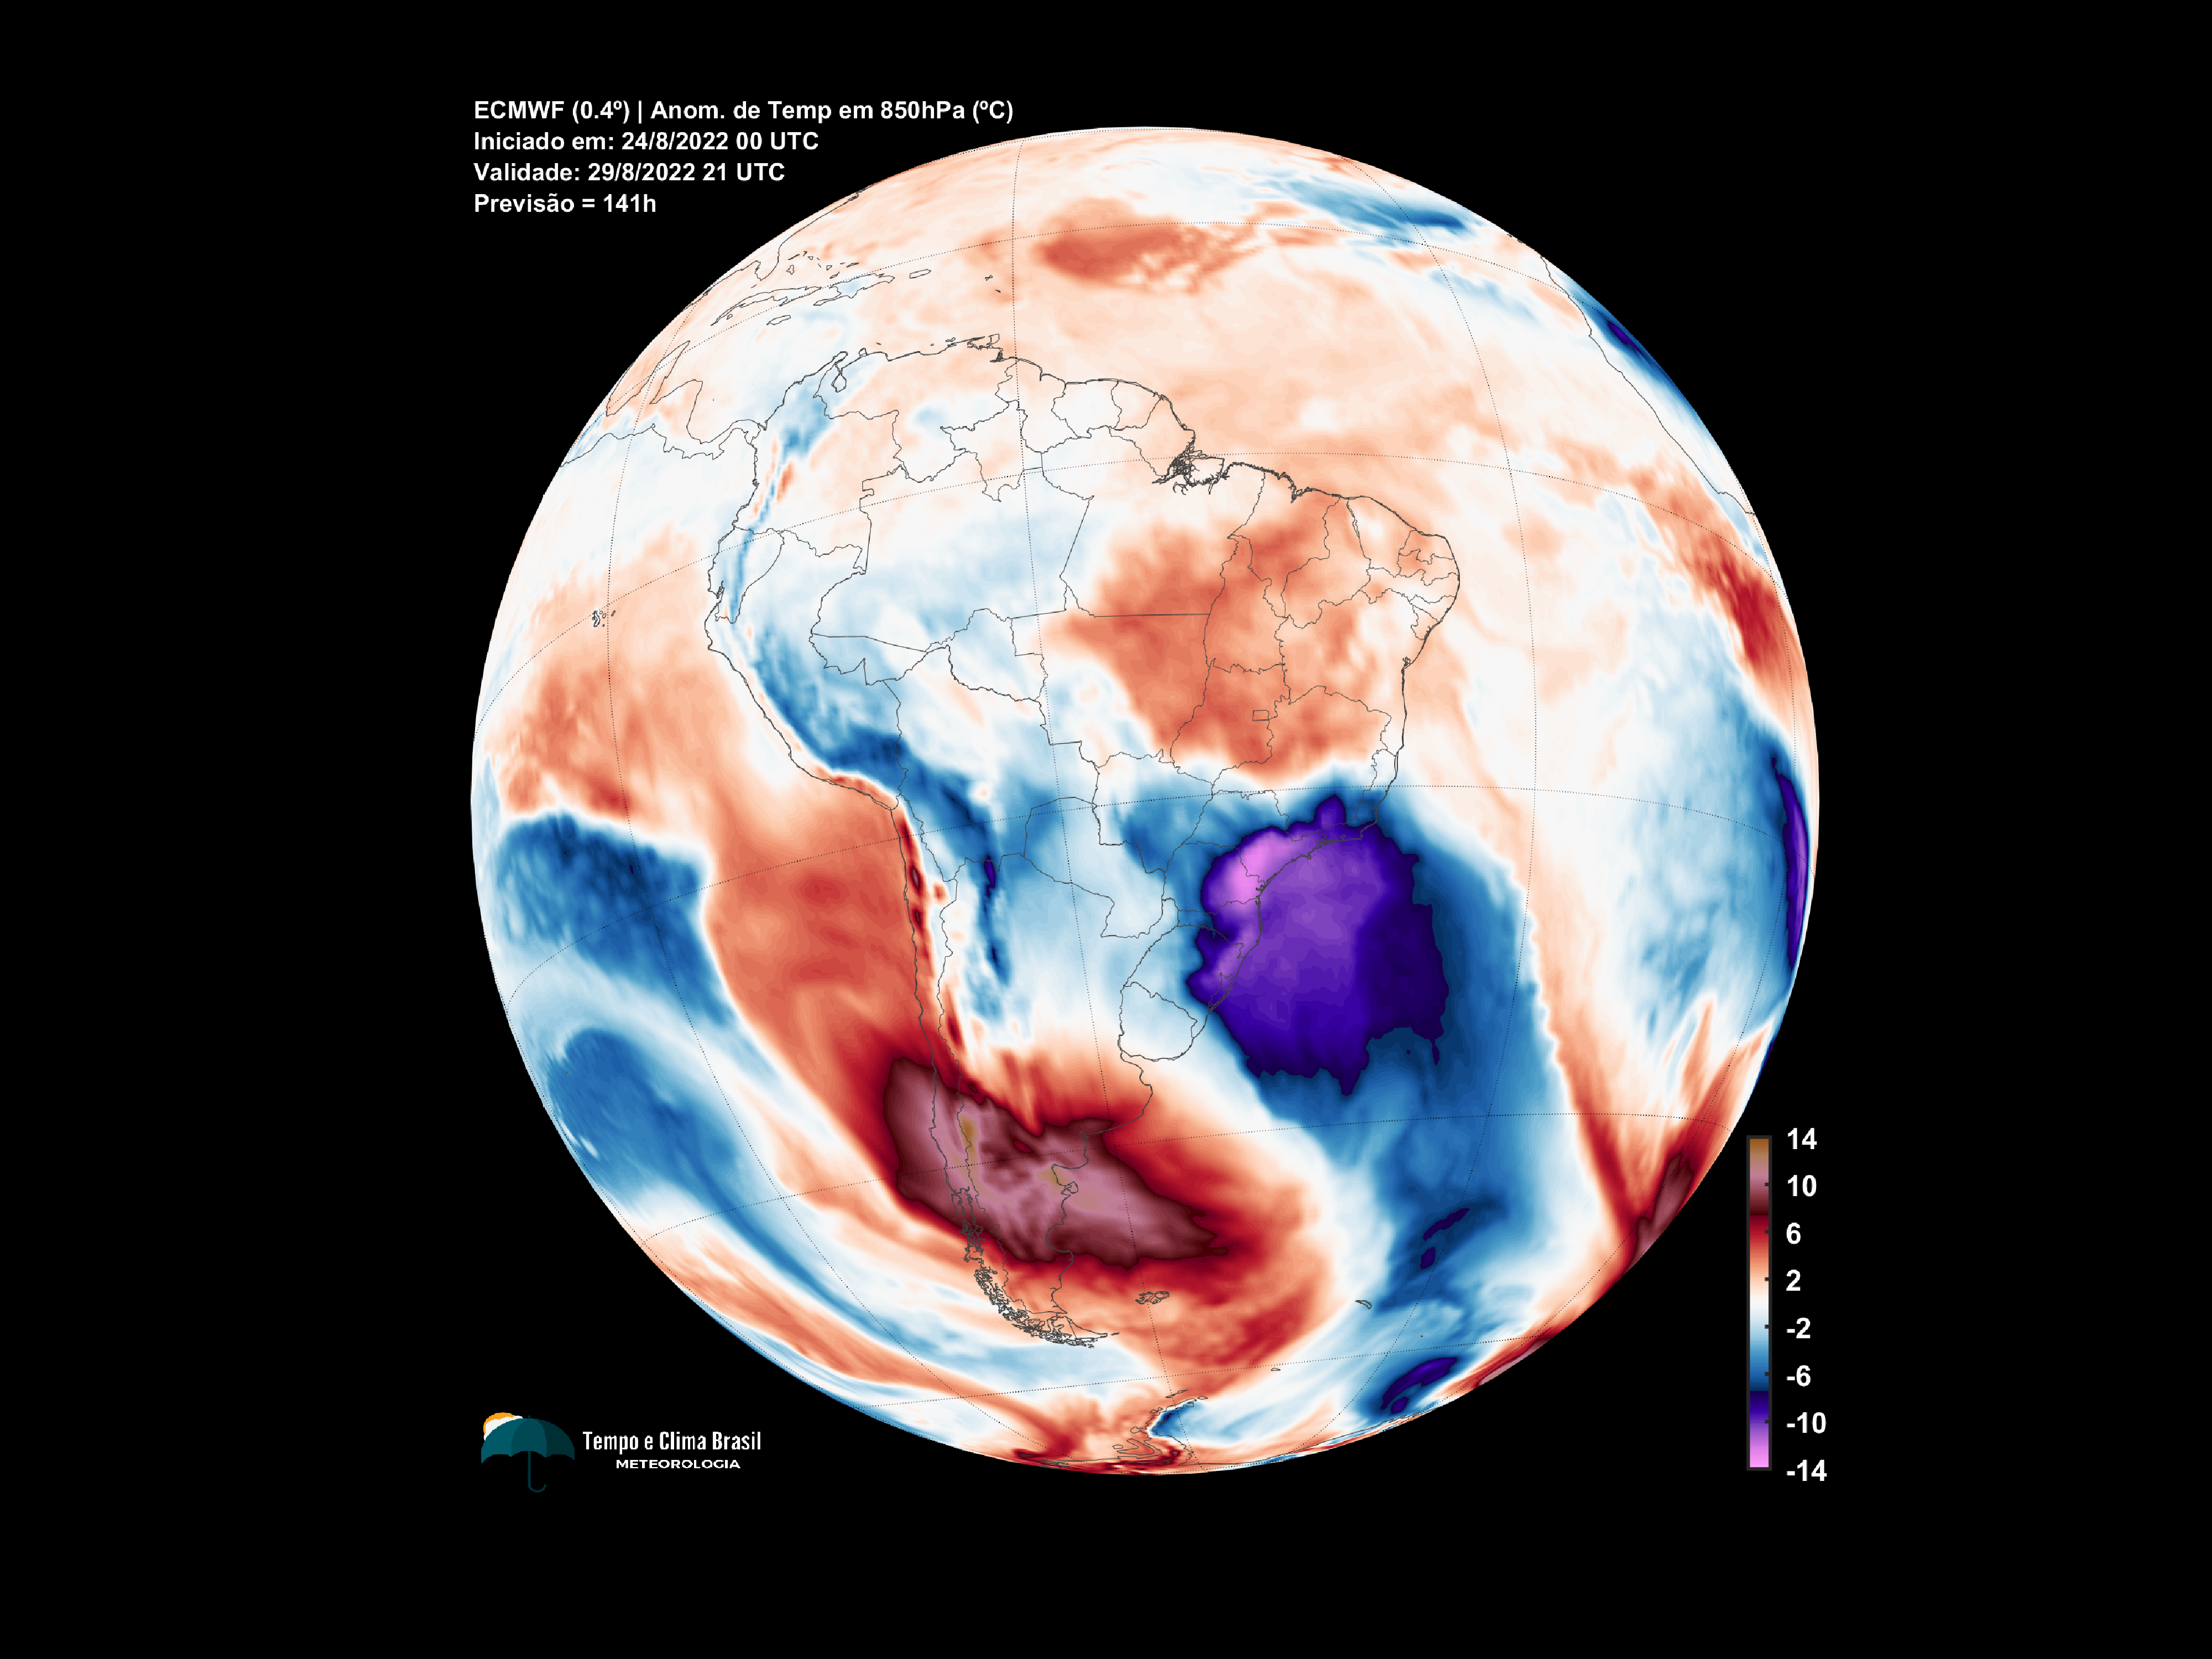 ECMWF (0.4º) | Anom. de Temp em 850hPa (ºC)
Iniciado em: 24/8/2022 00 UTC
Validade: 29/8/2022 21 UTC
Previsão = 141h
14
10
6
2
-2
-6
-10
-14
Tempo e Clima Brasil
METEOROLOGIA